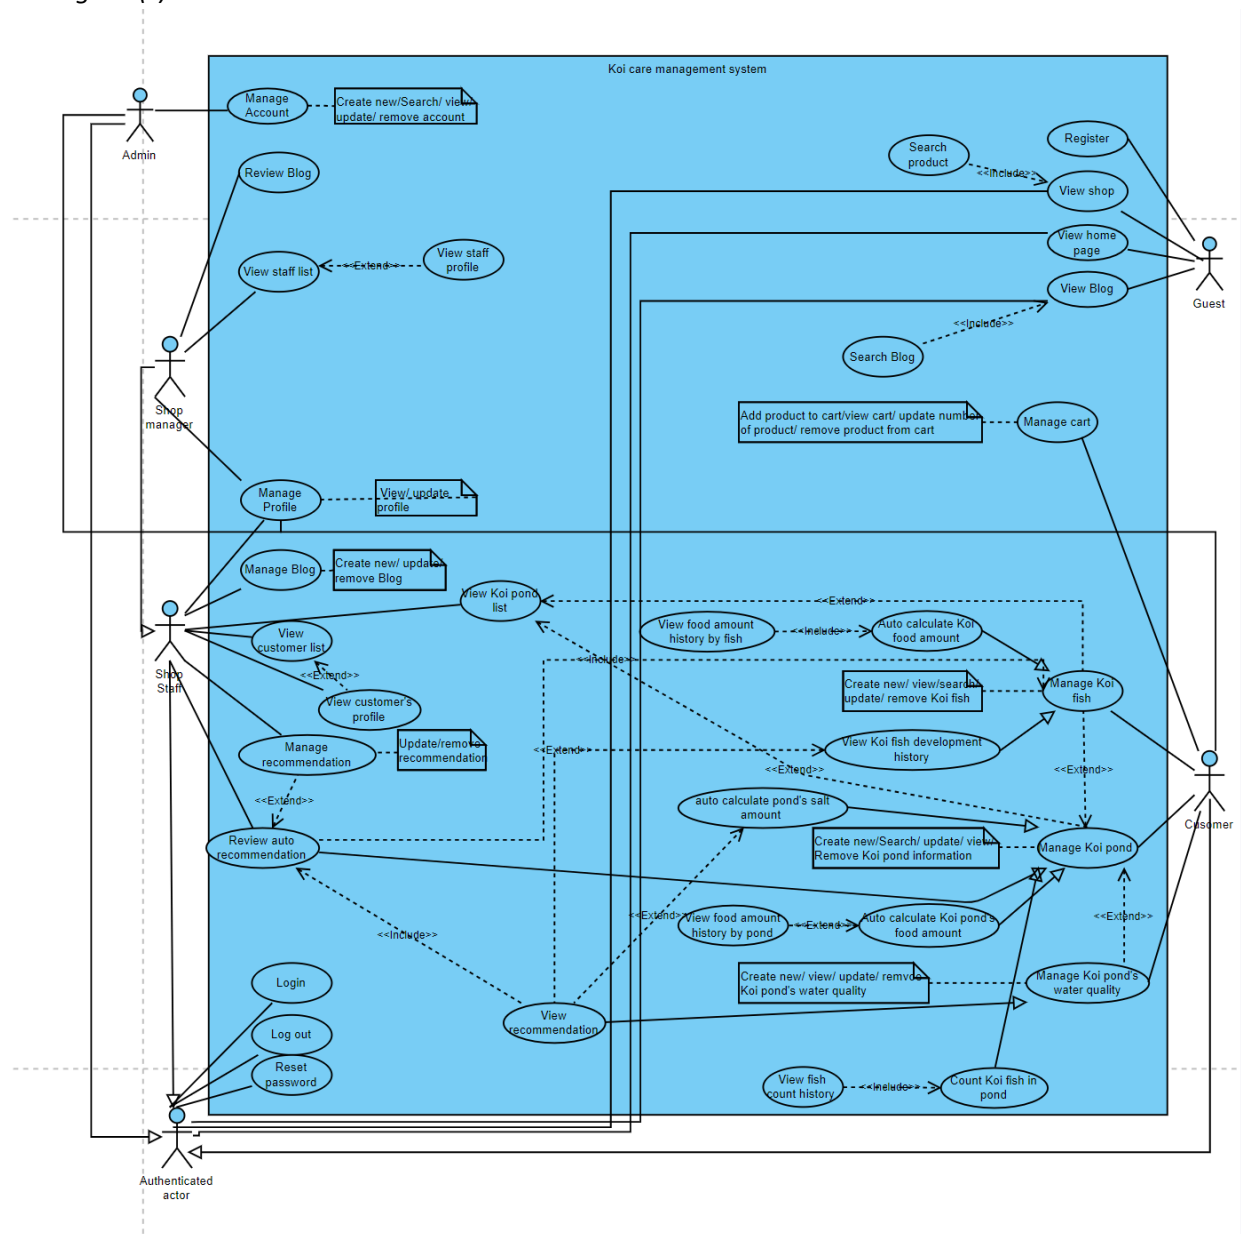 Koi care management system
Manage
Account
Create new/Search/ view/
update/ remove account
Admin
Register
Search
product
<<Include>>
Review Blog
View shop
View home
page
View staff
profile
<<Extend>>
View staff list
View Blog
Guest
<<Include>>
Search Blog
Shop
manager
Add product to cart/view cart/ update number
of product/ remove product from cart
Manage cart
Manage
Profile
View/ update
profile
Manage Blog
Create new/ update/
remove Blog
View Koi pond
list
<<Extend>>
View food amount
history by fish
<<Include>>
Auto calculate Koi
food amount
View
customer list
<<Include>>
Shop
Staff
<<Extend>>
Create new/ view/search/
update/ remove Koi fish
Manage Koi
fish
View customer's
profile
Manage
recommendation
Update/remove
recommendation
<<Extend>>
View Koi fish development
history
<<Extend>>
<<Extend>>
<<Extend>>
auto calculate pond's salt
amount
Cusomer
Review auto
recommendation
Create new/Search/ update/ view/
Remove Koi pond information
Manage Koi pond
<<Extend>>
View food amount
history by pond
<<Extend>>
Auto calculate Koi pond's
food amount
<<Extend>>
<<Include>>
Login
Create new/ view/ update/ remvoe
Koi pond's water quality
Manage Koi pond's
water quality
View
recommendation
Log out
Reset
password
View fish
count history
<<Include>>
Count Koi fish in
pond
Authenticated
actor